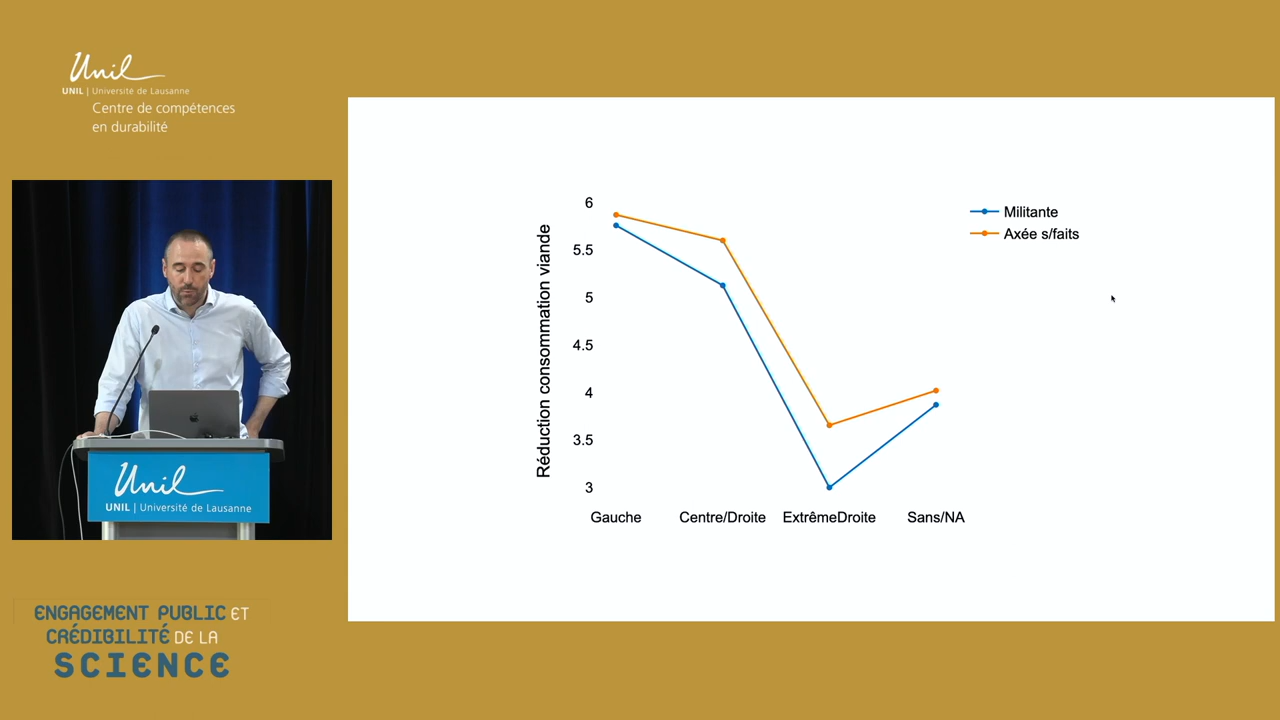 Unil
UNIL | Université de Lausanne
Centre de compétences
en durabilité
Unil
UNIL | Université de Lausanne
ENGAGEMENT PUBLIC ET
CRÉDIBILITÉ DE LA
SCIENCE
Réduction consommation viande
6
5.5
5
4.5
4
3.5
3
Gauche
Centre/Droite
ExtrêmeDroite
Sans/NA
Militante
Axée s/faits